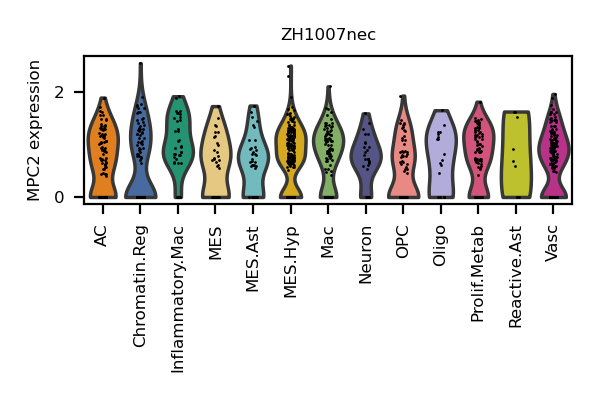 ZH1007nec
MPC2 expression
2
0
AC
Chromatin.Reg
Inflammatory.Mac
MES
MES.Ast
MES.Hyp
Mac
Neuron
OPC
Oligo
Prolif.Metab
Reactive.Ast
Vasc